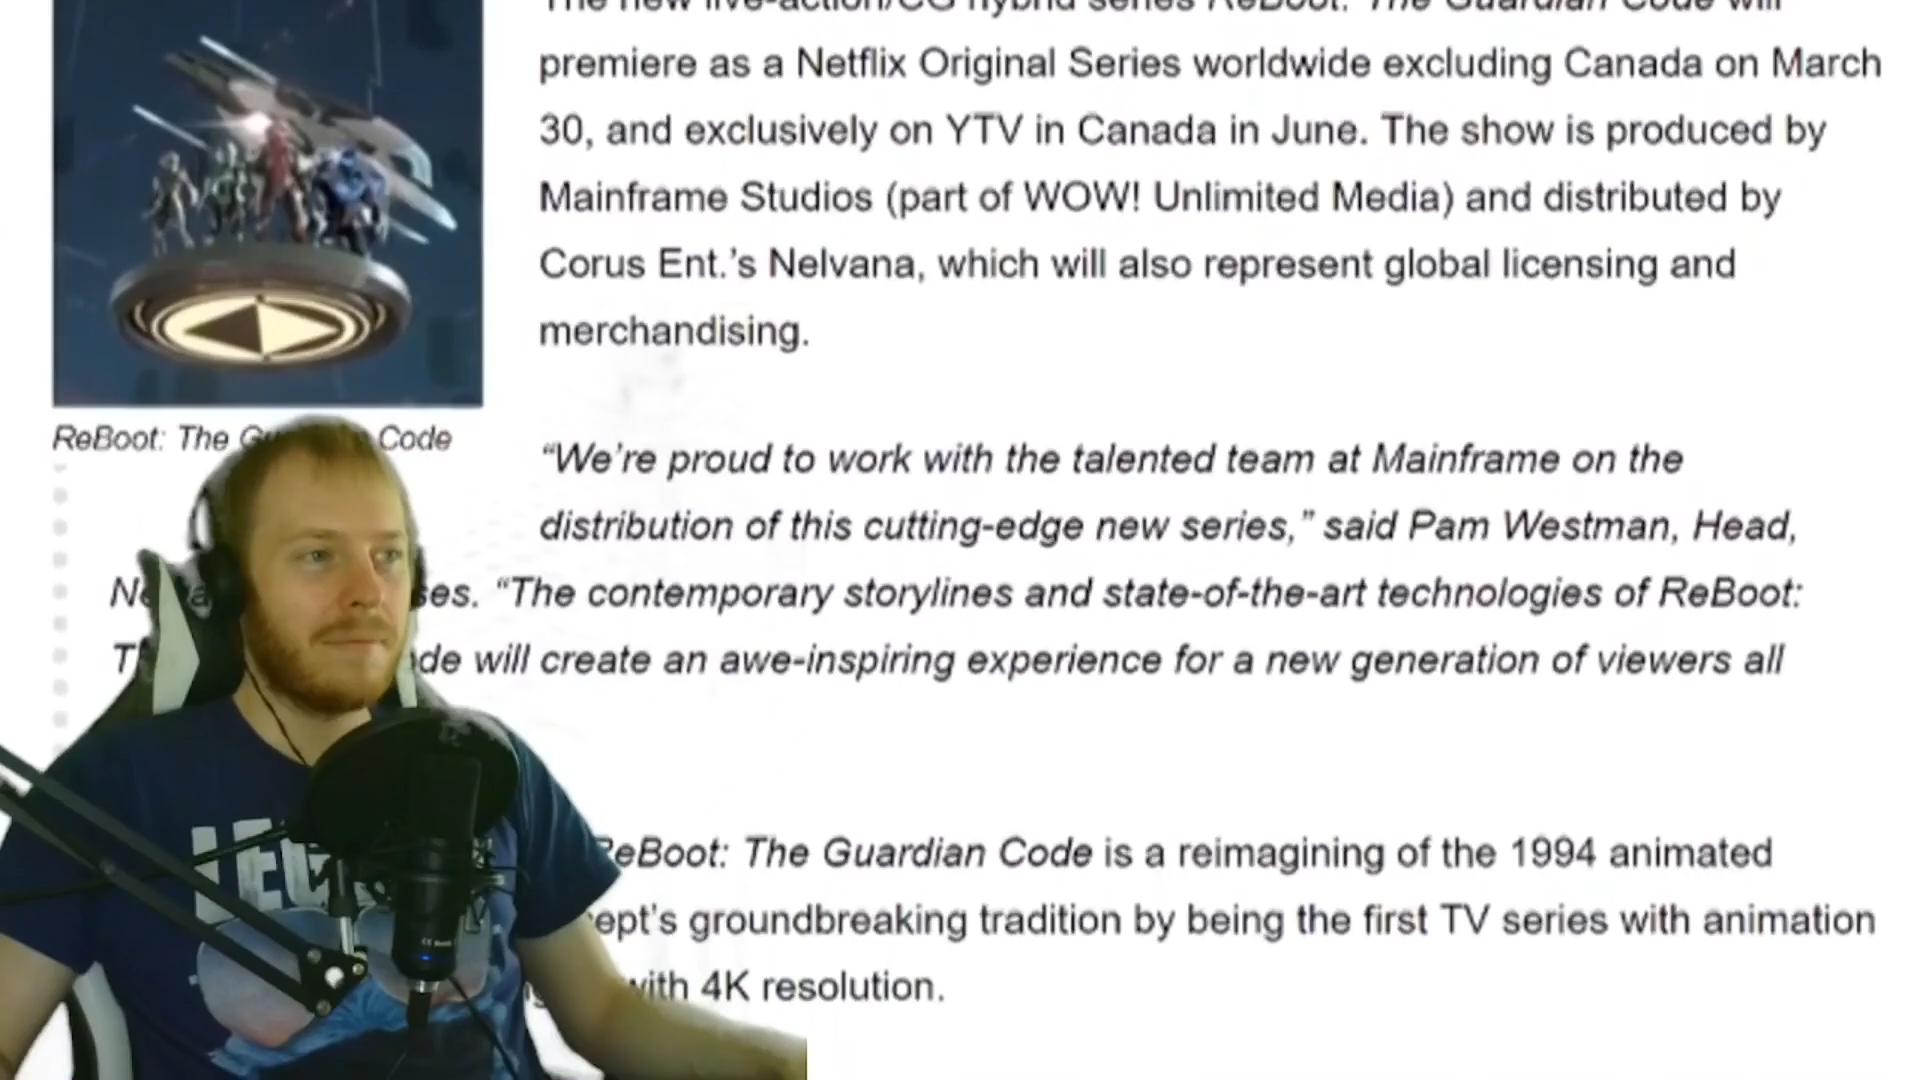 premiere as a Netflix Original Series worldwide excluding Canada on March
30, and exclusively on YTV in Canada in June. The show is produced by
Mainframe Studios (part of WOW! Unlimited Media) and distributed by
Corus Ent.’s Nelvana, which will also represent global licensing and
merchandising.
ReBoot: The Code
“We’re proud to work with the talented team at Mainframe on the
distribution of this cutting-edge new series,” said Pam Westman, Head,
“The contemporary storylines and state-of-the-art technologies of ReBoot:
will create an awe-inspiring experience for a new generation of viewers all
ReBoot: The Guardian Code is a reimagining of the 1994 animated
groundbreaking tradition by being the first TV series with animation
with 4K resolution.